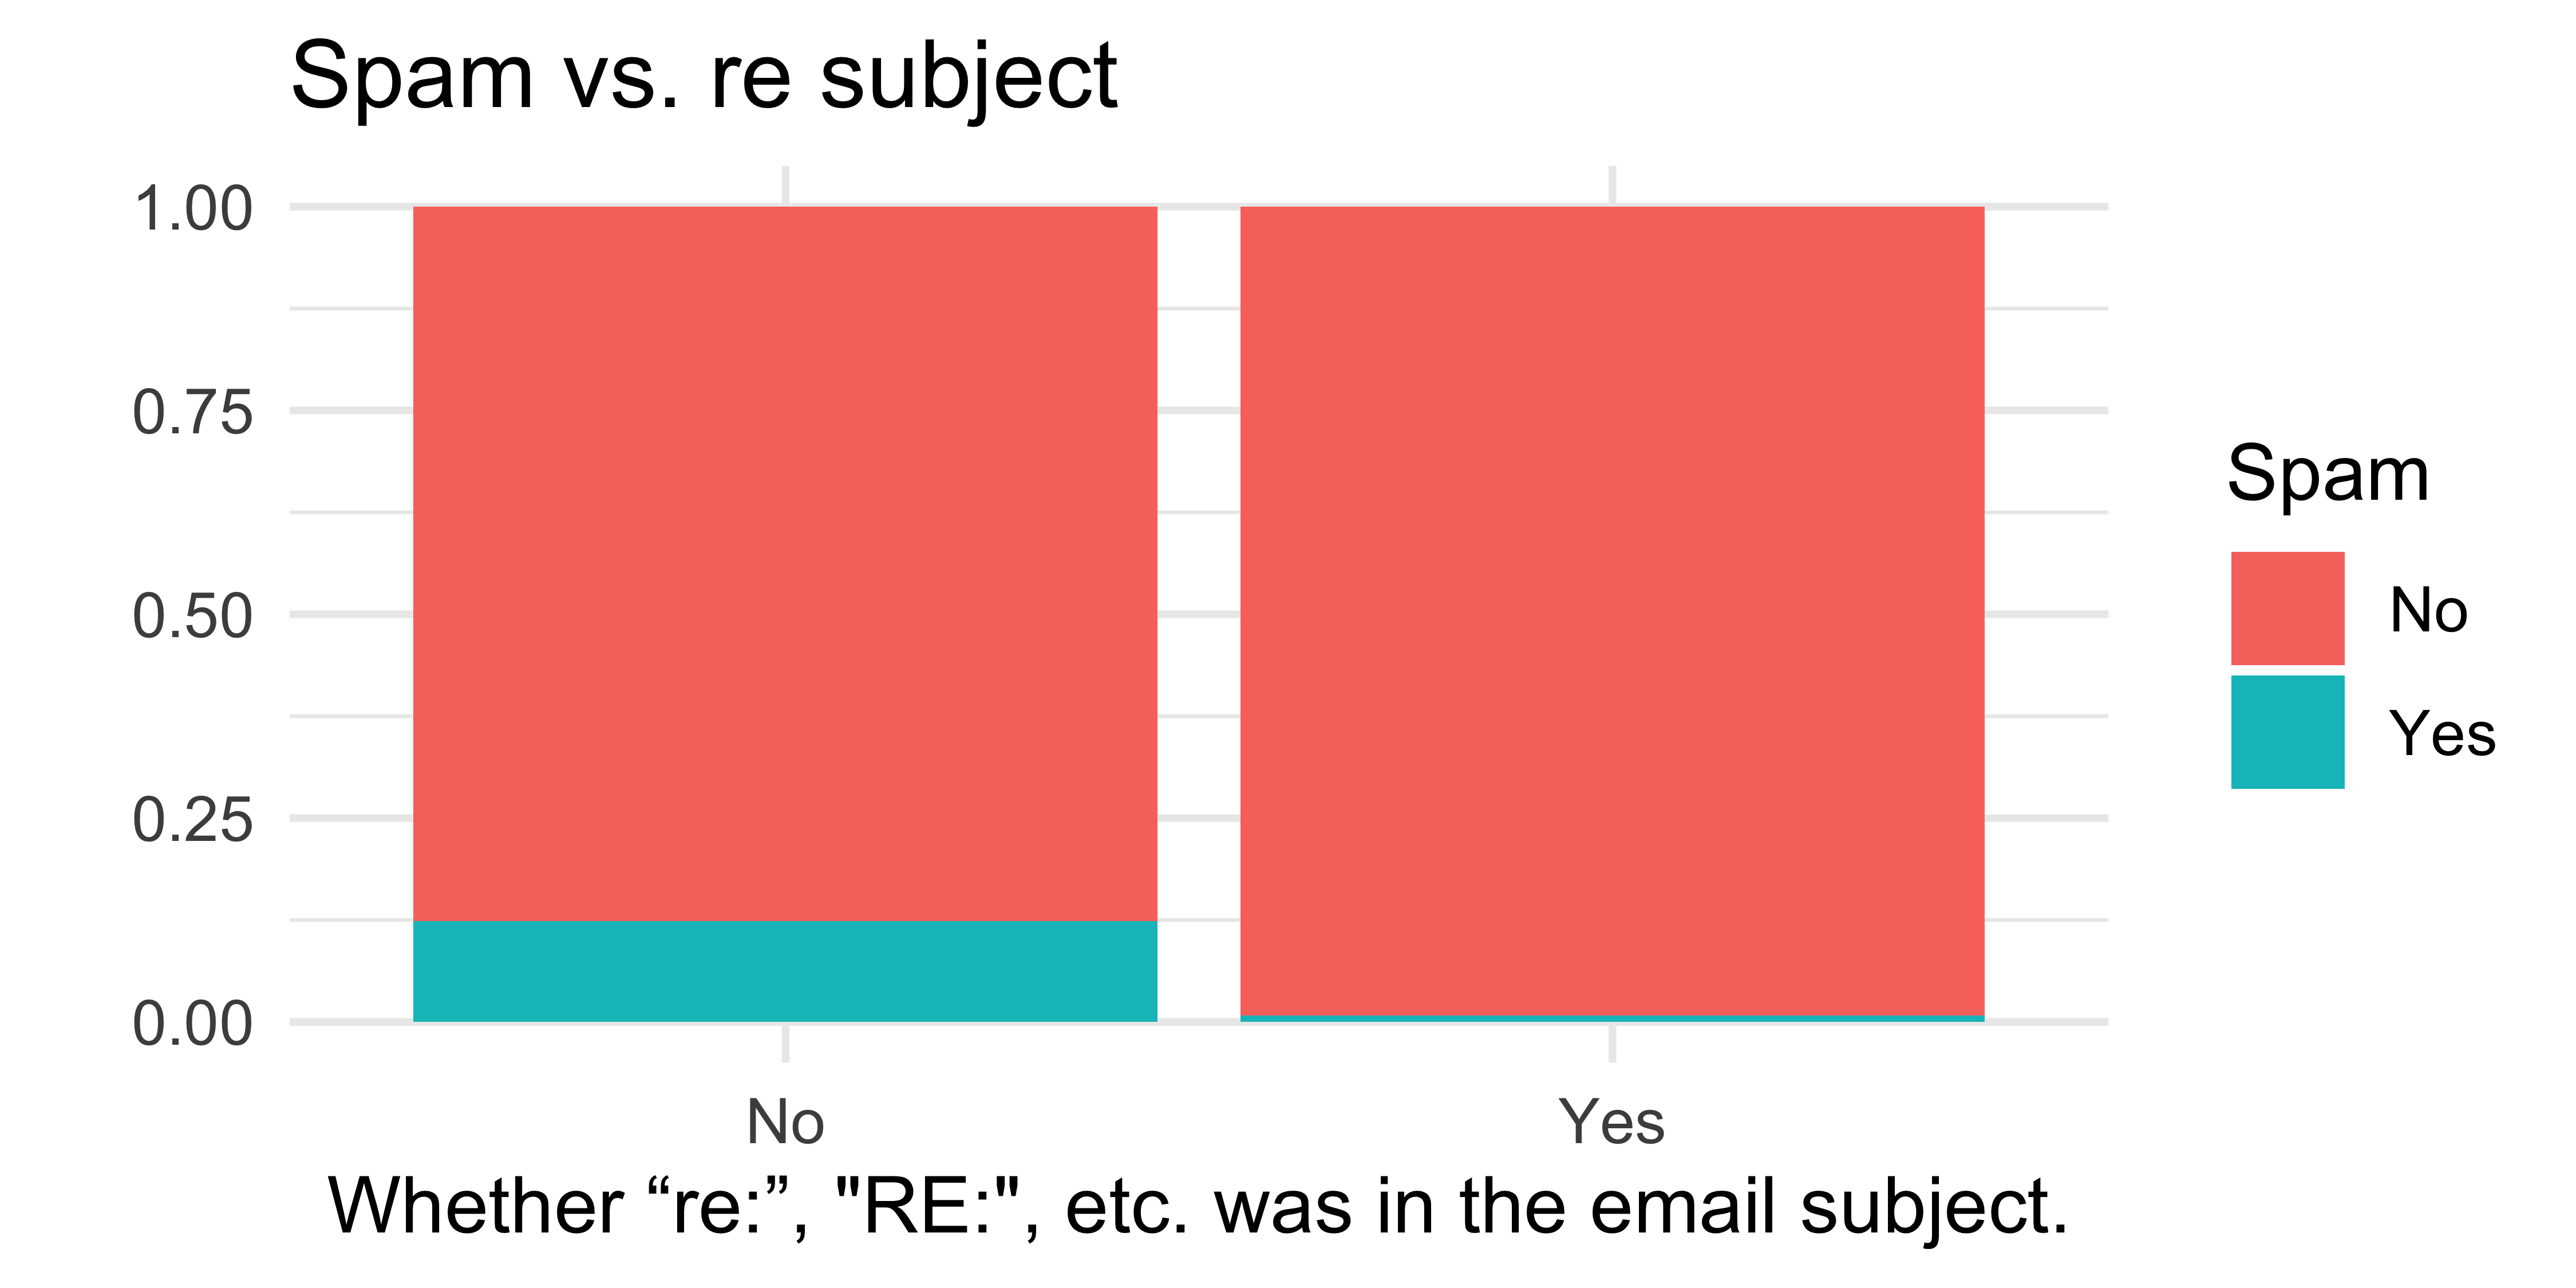 Spam vs. re subject
1.00
0.75
0.50
0.25
0.00
No
Yes
Whether “re:”, "RE:", etc. was in the email subject.
Spam
No
Yes